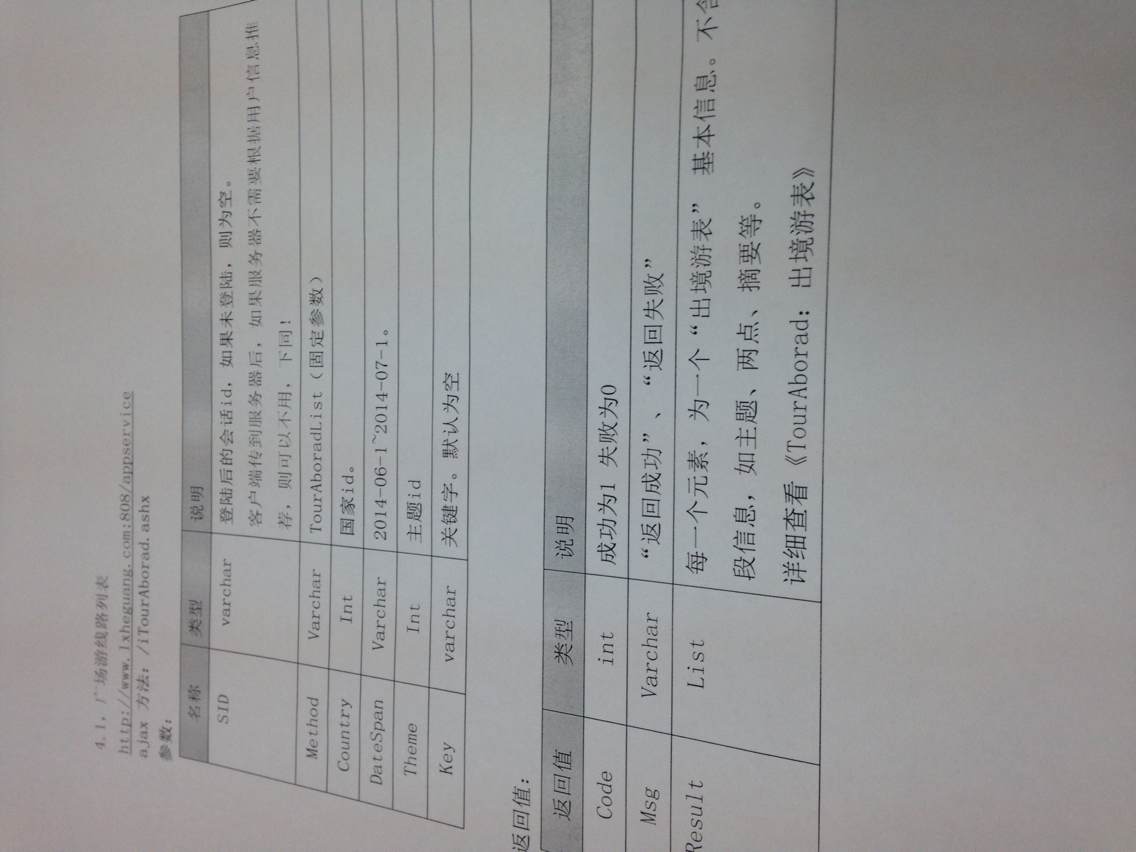 4.1，广场游线路列表
http://www.lxheguang.com:808/appservice
ajax 方法：/iTourAborad.ashx
参数：
名称 类型 说明
SID varchar 登陆后的会话id，如果未登陆，则为空。
客户端传到服务器后，如果服务器不需要根据用户信息推
荐，则可以不用，下同！
Method Varchar TourAboradList（固定参数）
Country Int 国家id。
DateSpan Varchar 2014-06-1~2014-07-1。
Theme Int 主题id
Key varchar 关键字。默认为空
返回值：
返回值 类型 说明
Code int 成功为1 失败为0
Msg Varchar “返回成功”、“返回失败”
Result List 每一个元素，为一个“出境游表” 基本信息。不含
段信息，如主题、两点、摘要等。
详细查看《TourAborad：出境游表》